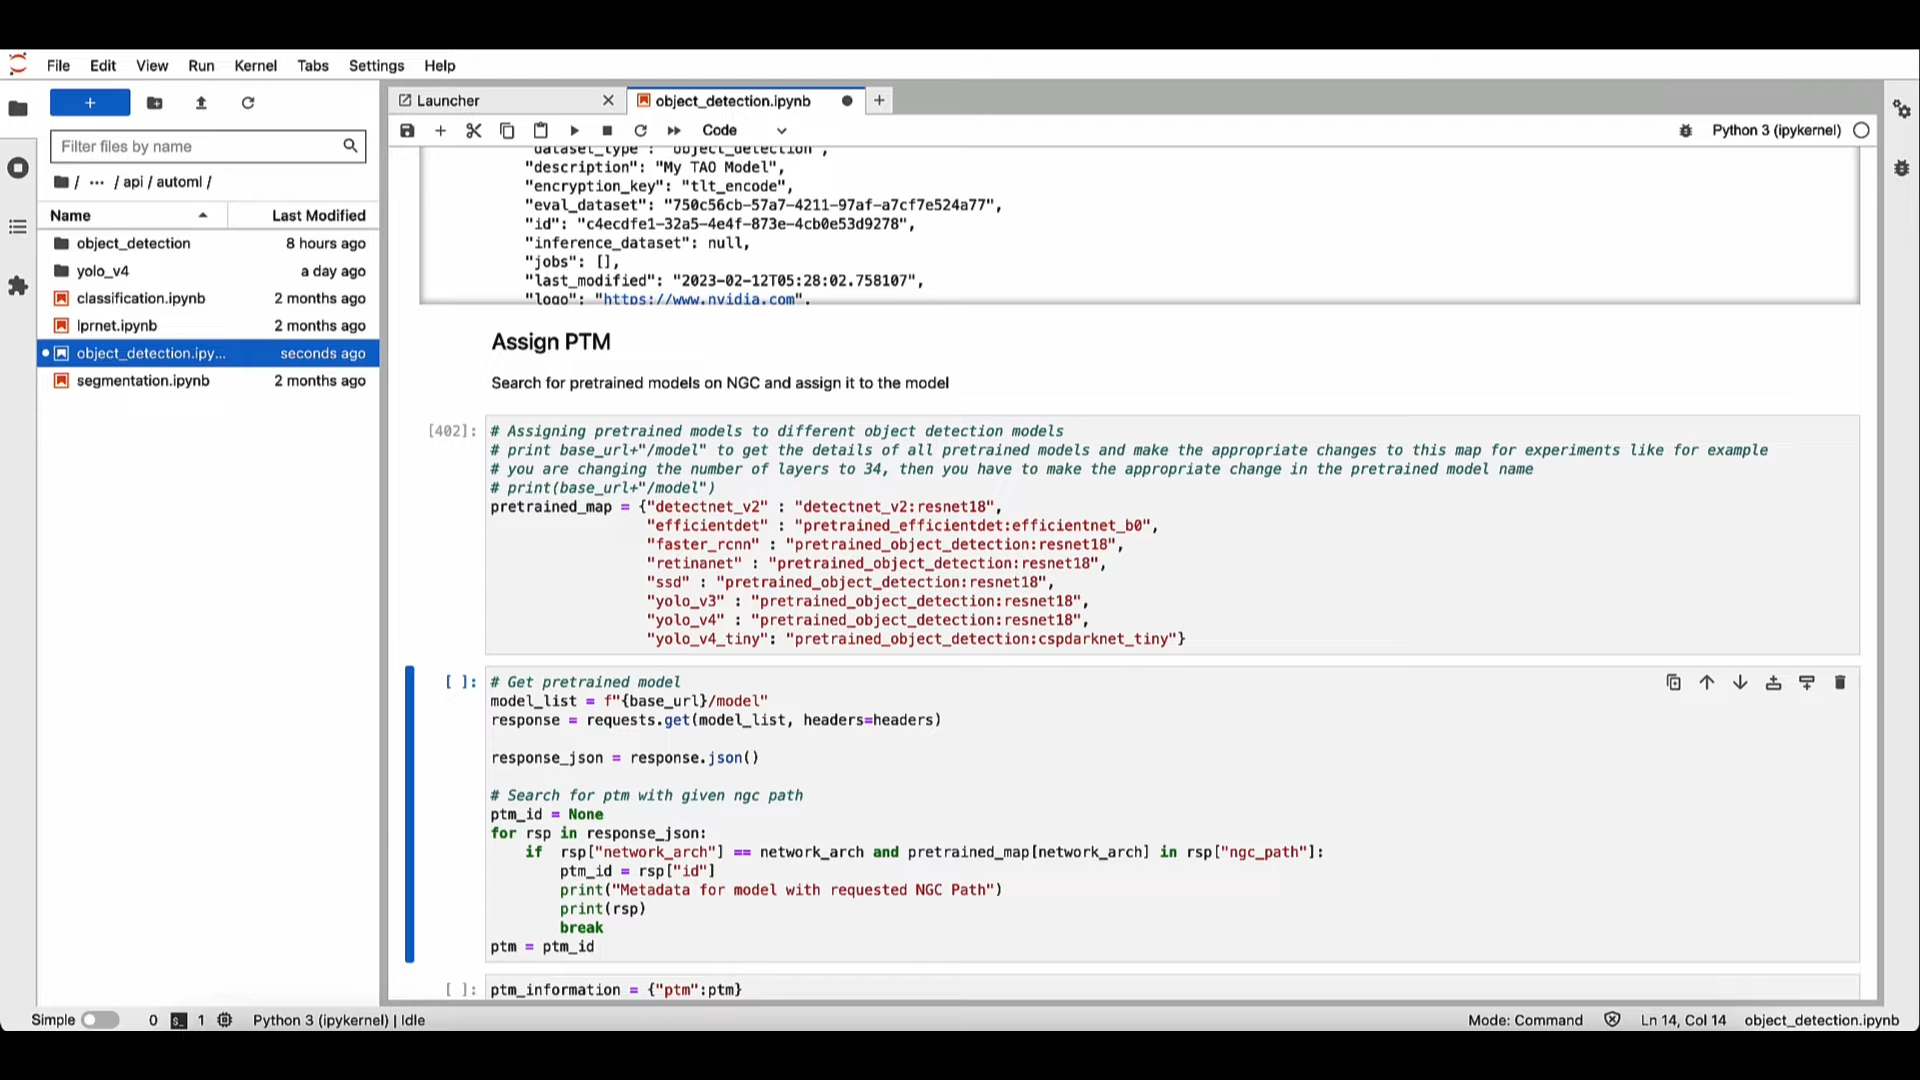 File Edit View Run Kernel Tabs Settings Help
+
Filter files by name
/ ··· / api / automl /
Name Last Modified
object_detection 8 hours ago
yolo_v4 a day ago
classification.ipynb 2 months ago
lprnet.ipynb 2 months ago
object_detection.ipy... seconds ago
segmentation.ipynb 2 months ago
Launcher object_detection.ipynb
Code Python 3 (ipykernel)
"dataset_type": "object_detection",
"description": "My TAO Model",
"encryption_key": "tlt_encode",
"eval_dataset": "750c56cb-57a7-4211-97af-a7cf7e524a77",
"id": "c4ecdfe1-32a5-4e4f-873e-4cb0e53d9278",
"inference_dataset": null,
"jobs": [],
"last_modified": "2023-02-12T05:28:02.758107",
"logo": "https://www.nvidia.com",
Assign PTM
Search for pretrained models on NGC and assign it to the model
[402]: # Assigning pretrained models to different object detection models
# print base_url+"/model" to get the details of all pretrained models and make the appropriate changes to this map for experiments like for example
# you are changing the number of layers to 34, then you have to make the appropriate change in the pretrained model name
# print(base_url+"/model")
pretrained_map = {"detectnet_v2" : "detectnet_v2:resnet18",
"efficientdet" : "pretrained_efficientdet:efficientnet_b0",
"faster_rcnn" : "pretrained_object_detection:resnet18",
"retinanet" : "pretrained_object_detection:resnet18",
"ssd" : "pretrained_object_detection:resnet18",
"yolo_v3" : "pretrained_object_detection:resnet18",
"yolo_v4" : "pretrained_object_detection:resnet18",
"yolo_v4_tiny": "pretrained_object_detection:cspdarknet_tiny"}
[ ]: # Get pretrained model
model_list = f"{base_url}/model"
response = requests.get(model_list, headers=headers)
response_json = response.json()
# Search for ptm with given ngc path
ptm_id = None
for rsp in response_json:
if rsp["network_arch"] == network_arch and pretrained_map[network_arch] in rsp["ngc_path"]:
ptm_id = rsp["id"]
print("Metadata for model with requested NGC Path")
print(rsp)
break
ptm = ptm_id
[ ]: ptm_information = {"ptm":ptm}
Simple 0 1 Python 3 (ipykernel) | Idle Mode: Command Ln 14, Col 14 object_detection.ipynb